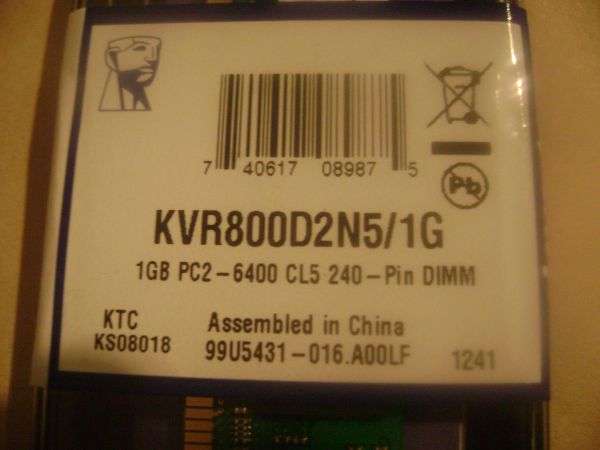 7 40617 08987 5
Pb
KVR800D2N5/1G
1GB PC2-6400 CL5 240-Pin DIMM
KTC
KS08018
Assembled in China
99U5431-016.A00LF
1241